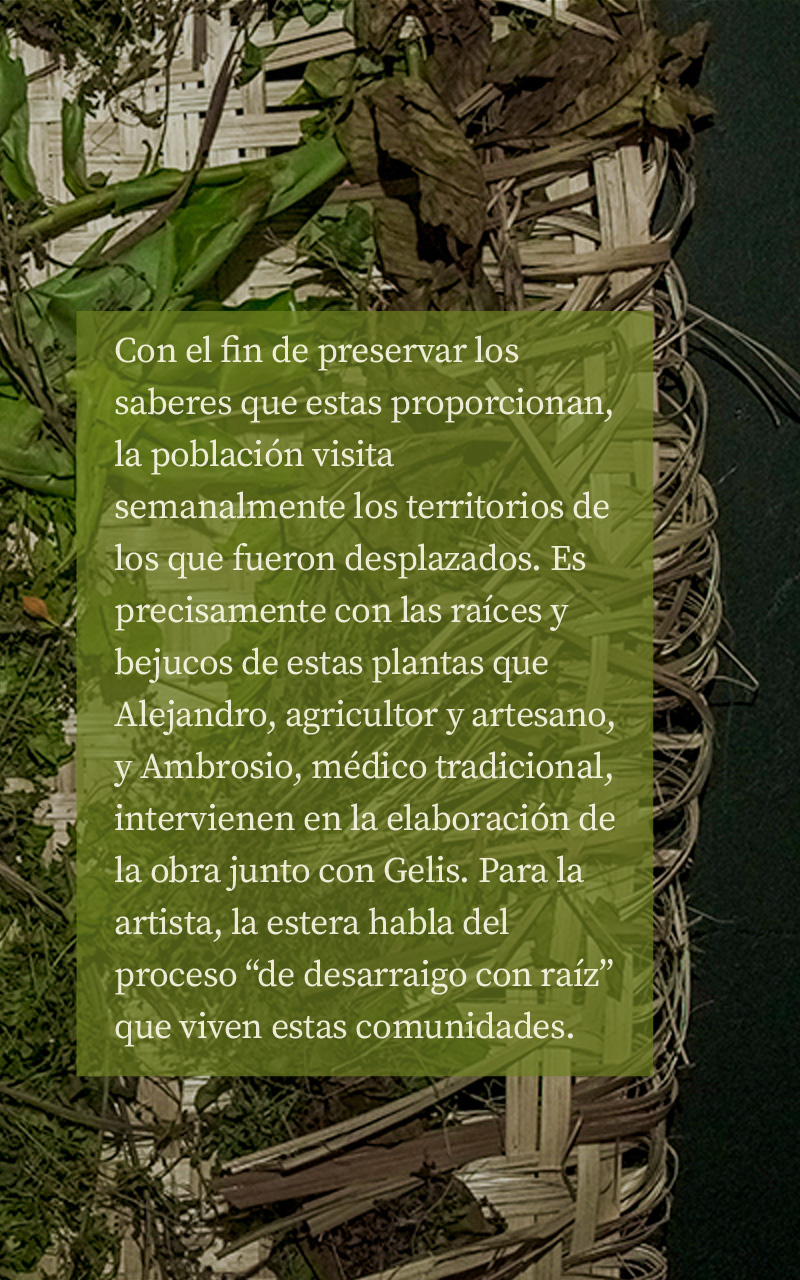 Con el fin de preservar los
saberes que estas proporcionan,
la población visita
semanalmente los territorios de
los que fueron desplazados. Es
precisamente con las raíces y
bejucos de estas plantas que
Alejandro, agricultor y artesano,
y Ambrosio, médico tradicional,
intervienen en la elaboración de
la obra junto con Gelis. Para la
artista, la estera habla del
proceso “de desarraigo con raíz”
que viven estas comunidades.